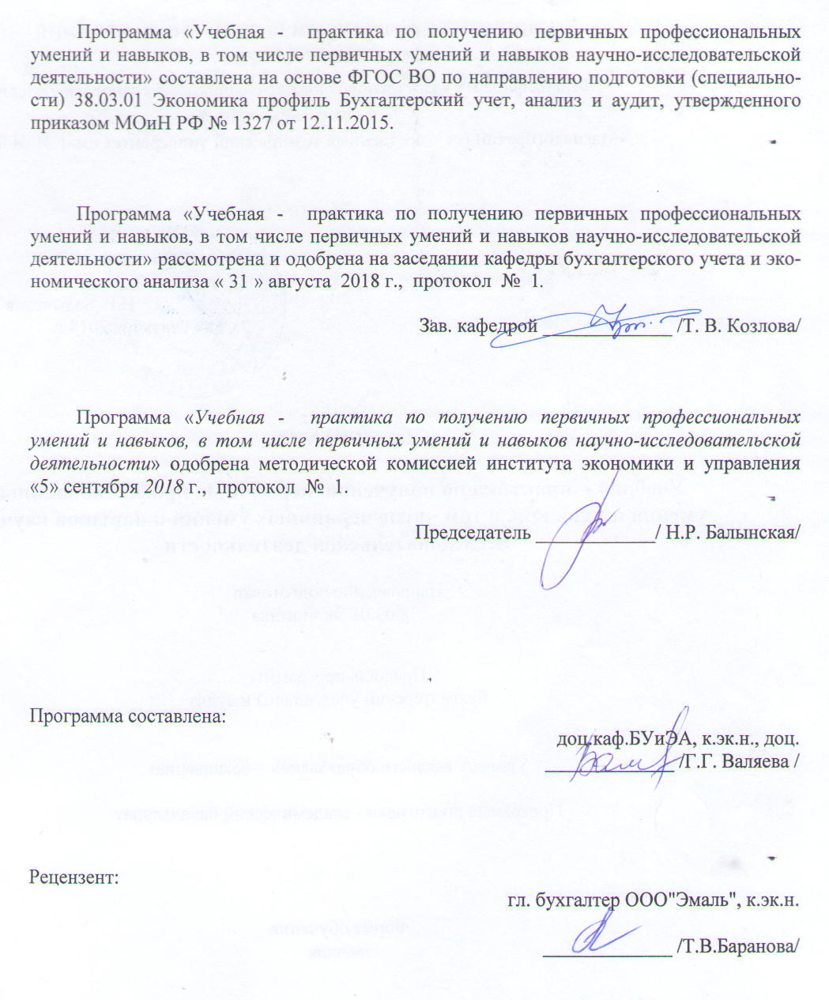 Программа «Учебная - практика по получению первичных профессиональных
умений и навыков, в том числе первичных умений и навыков научно-исследовательской
деятельности» составлена на основе ФГОС ВО по направлению подготовки (специально-
сти) 38.03.01 Экономика профиль Бухгалтерский учет, анализ и аудит, утвержденного
приказом МОиН РФ № 1327 от 12.11.2015.
Программа «Учебная - практика по получению первичных профессиональных
умений и навыков, в том числе первичных умений и навыков научно-исследовательской
деятельности» рассмотрена и одобрена на заседании кафедры бухгалтерского учета и эко-
номического анализа « 31 » августа 2018 г., протокол № 1.
Зав. кафедрой _____________ /Т. В. Козлова/
Программа «Учебная - практика по получению первичных профессиональных
умений и навыков, в том числе первичных умений и навыков научно-исследовательской
деятельности» одобрена методической комиссией института экономики и управления
«5» сентября 2018 г., протокол № 1.
Председатель ____________/ Н.Р. Балынская/
Программа составлена:
доц.каф.БУиЭА, к.эк.н., доц.
_____________ /Г.Г. Валяева /
Рецензент:
гл. бухгалтер ООО"Эмаль", к.эк.н.
_____________ /Т.В.Баранова/